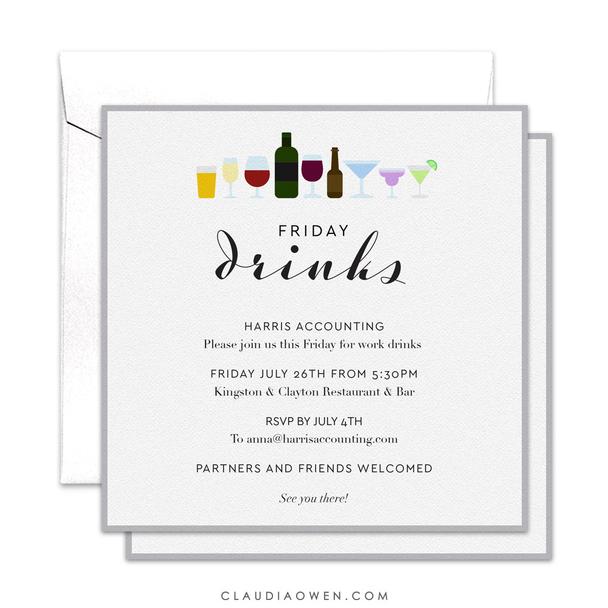 FRIDAY
drinks
HARRIS ACCOUNTING
Please join us this Friday for work drinks
FRIDAY JULY 26TH FROM 5:30PM
Kingston & Clayton Restaurant & Bar
RSVP BY JULY 4TH
To anna@harrisaccounting.com
PARTNERS AND FRIENDS WELCOMED
See you there!
CLAUDIAOWEN.COM